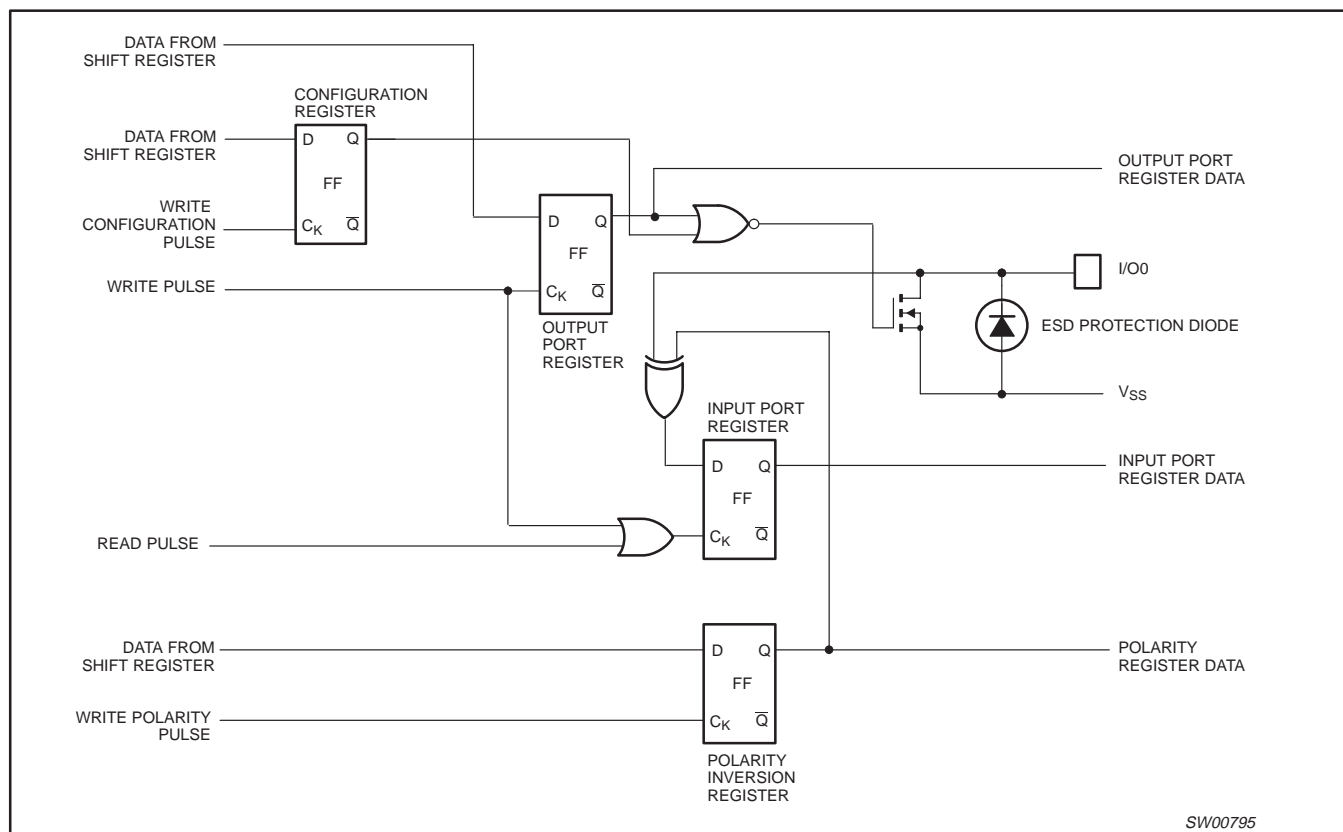 DATA FROM
SHIFT REGISTER
CONFIGURATION
REGISTER
DATA FROM
SHIFT REGISTER
D Q
FF
CK Q̅
WRITE
CONFIGURATION
PULSE
OUTPUT PORT
REGISTER DATA
D Q
FF
CK Q̅
OUTPUT
PORT
REGISTER
WRITE PULSE
I/O0
ESD PROTECTION DIODE
VSS
INPUT PORT
REGISTER
D Q
FF
CK Q̅
INPUT PORT
REGISTER DATA
READ PULSE
DATA FROM
SHIFT REGISTER
D Q
FF
CK Q̅
POLARITY
REGISTER DATA
WRITE POLARITY
PULSE
POLARITY
INVERSION
REGISTER
SW00795